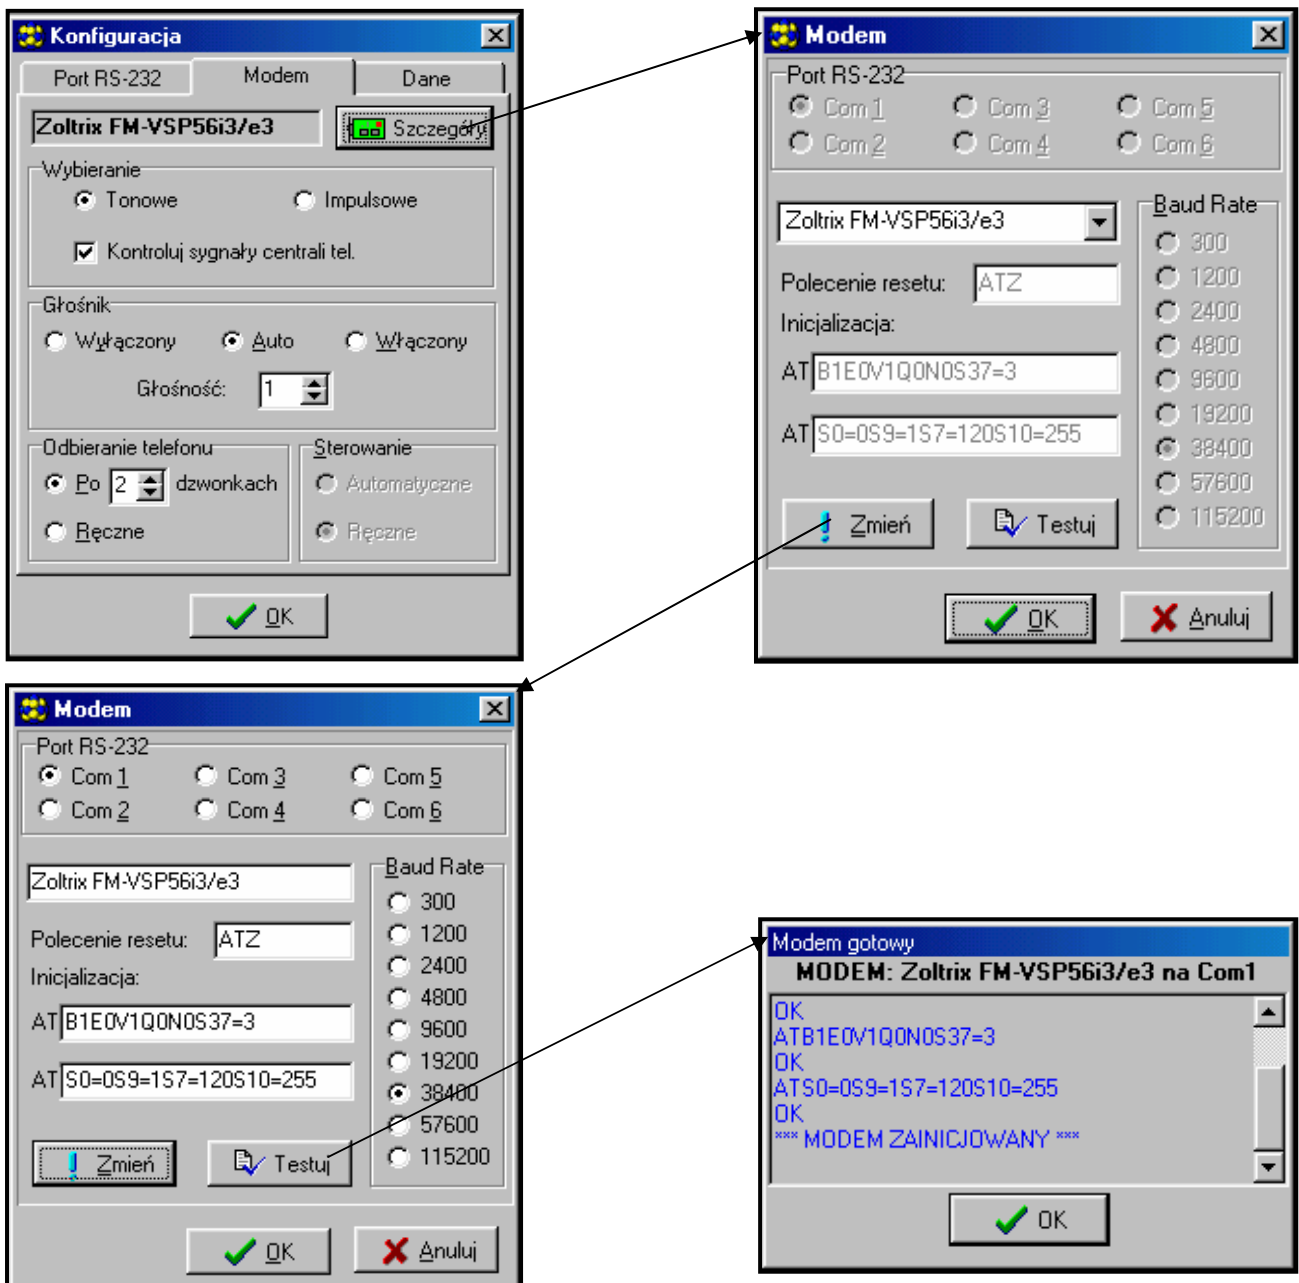 Konfiguracja
Port RS-232 Modem Dane
Zoltrix FM-VSP56i3/e3 Szczegóły
Wybieranie
Tonowe Impulsowe
Kontroluj sygnały centrali tel.
Głośnik
Wyłączony Auto Włączony
Głośność: 1
Odbieranie telefonu Sterowanie
Po 2 dzwonkach Automatyczne
Ręczne Ręczne
OK
Modem
Port RS-232
Com 1 Com 3 Com 5
Com 2 Com 4 Com 6
Zoltrix FM-VSP56i3/e3
Polecenie resetu: ATZ
Inicjalizacja:
AT B1E0V1Q0N0S37=3
AT S0=0S9=1S7=120S10=255
Baud Rate
300
1200
2400
4800
9600
19200
38400
57600
115200
Zmień Testuj
OK Anuluj
Modem
Port RS-232
Com 1 Com 3 Com 5
Com 2 Com 4 Com 6
Zoltrix FM-VSP56i3/e3
Polecenie resetu: ATZ
Inicjalizacja:
AT B1E0V1Q0N0S37=3
AT S0=0S9=1S7=120S10=255
Baud Rate
300
1200
2400
4800
9600
19200
38400
57600
115200
Zmień Testuj
OK Anuluj
Modem gotowy
MODEM: Zoltrix FM-VSP56i3/e3 na Com1
OK
ATB1E0V1Q0N0S37=3
OK
ATS0=0S9=1S7=120S10=255
OK
*** MODEM ZAINICJOWANY ***
OK